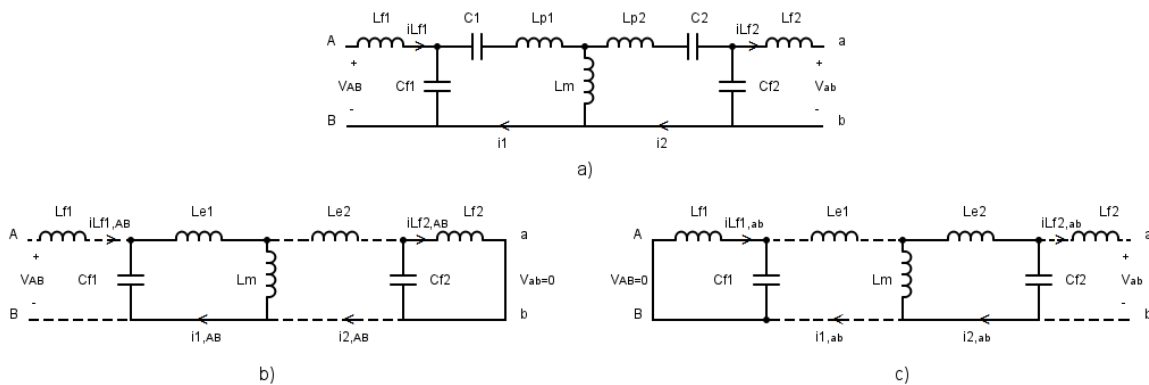 Lf1 iLf1 C1 Lp1 Lp2 C2 iLf2 Lf2
A a
+ +
VAB Cf1 Lm Cf2 Vab
- -
B b
i1 i2
a)
Lf1 iLf1,AB Le1 Le2 iLf2,AB Lf2
A a
+
VAB Cf1 Lm Cf2 Vab=0
-
B b
i1,AB i2,AB
b)
Lf1 iLf1,ab Le1 Le2 iLf2,ab Lf2
A a
+
VAB=0 Cf1 Lm Cf2 Vab
-
B b
i1,ab i2,ab
c)